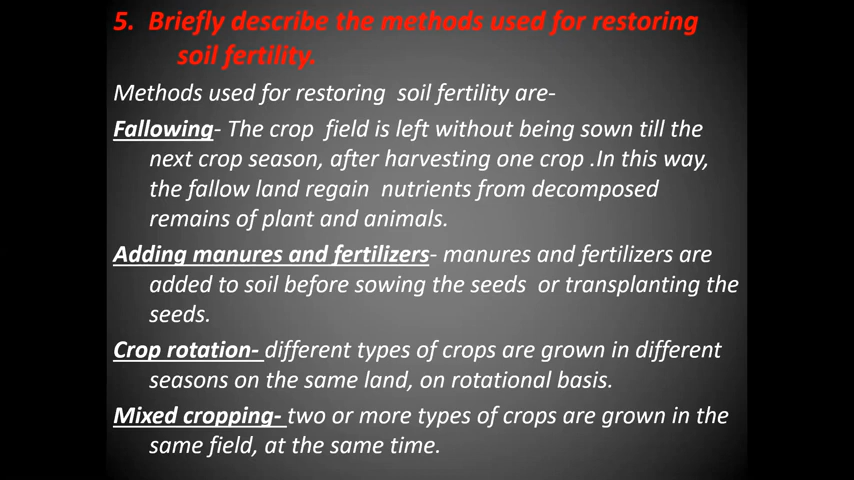 5. Briefly describe the methods used for restoring
soil fertility.
Methods used for restoring soil fertility are-
Fallowing- The crop field is left without being sown till the
next crop season, after harvesting one crop .In this way,
the fallow land regain nutrients from decomposed
remains of plant and animals.
Adding manures and fertilizers- manures and fertilizers are
added to soil before sowing the seeds or transplanting the
seeds.
Crop rotation- different types of crops are grown in different
seasons on the same land, on rotational basis.
Mixed cropping- two or more types of crops are grown in the
same field, at the same time.